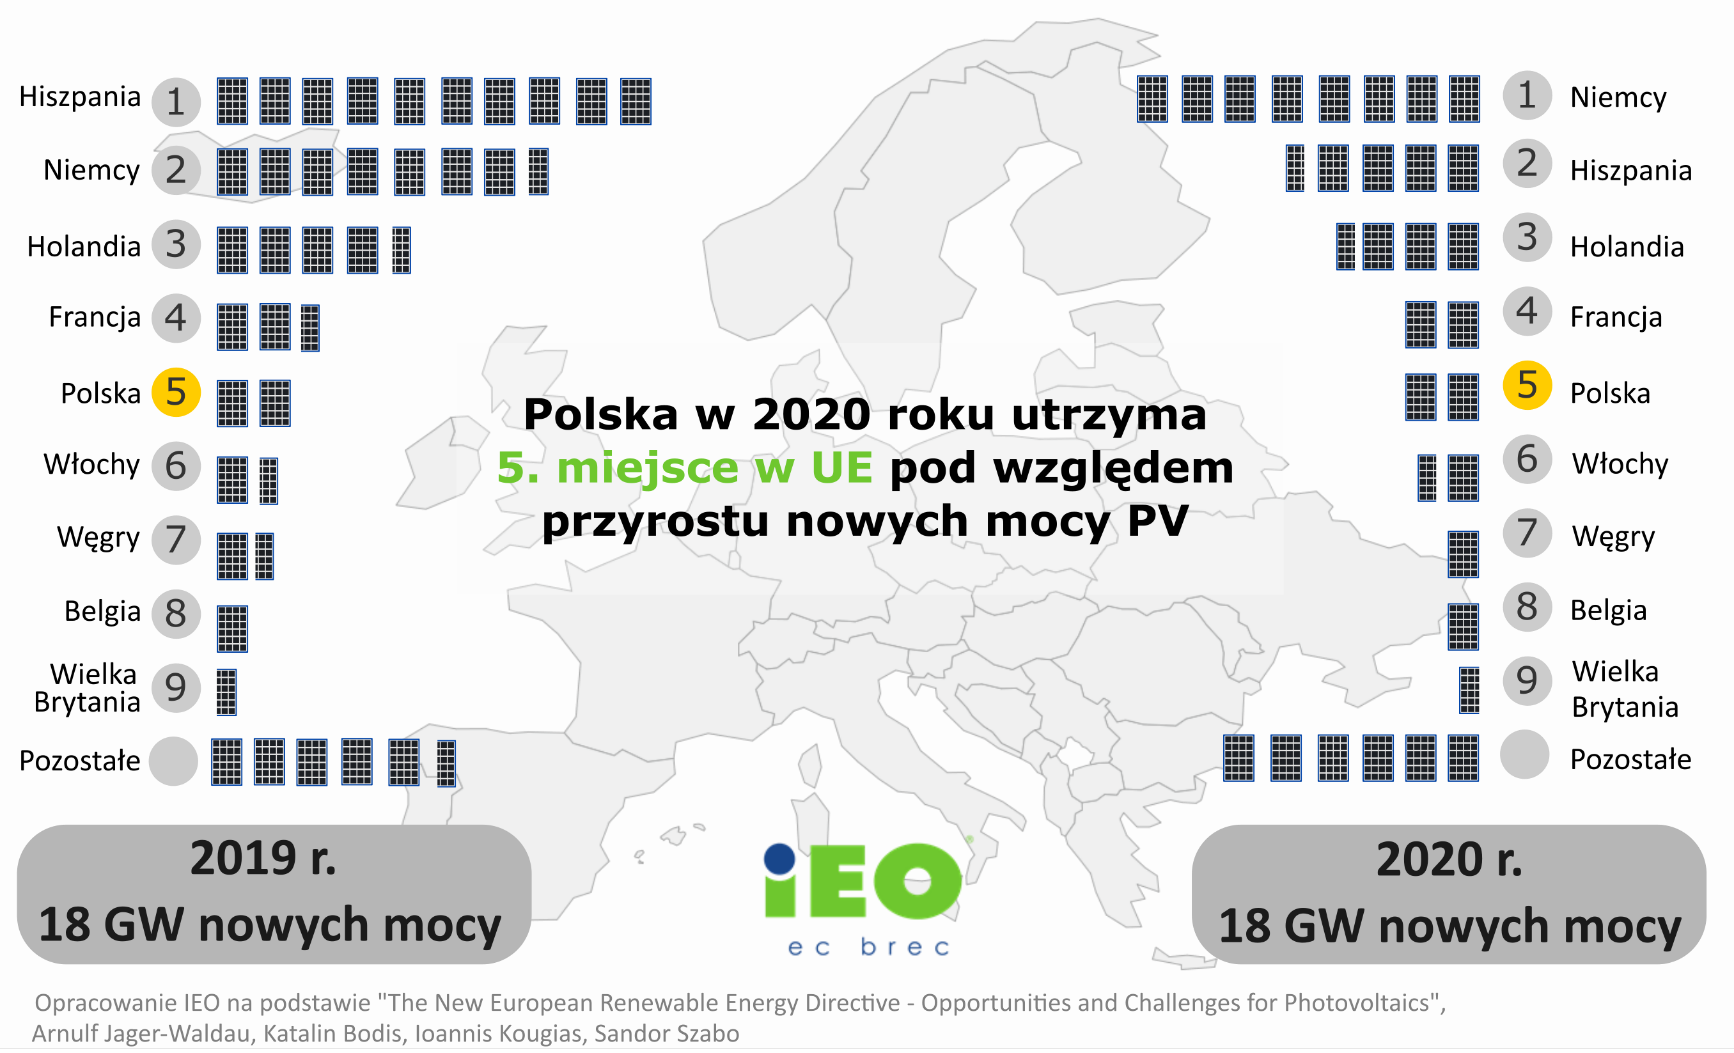 Hiszpania 1
Niemcy 2
Holandia 3
Francja 4
Polska 5
Włochy 6
Węgry 7
Belgia 8
Wielka
Brytania 9
Pozostałe
2019 r.
18 GW nowych mocy
Polska w 2020 roku utrzyma
5. miejsce w UE pod względem
przyrostu nowych mocy PV
1 Niemcy
2 Hiszpania
3 Holandia
4 Francja
5 Polska
6 Włochy
7 Węgry
8 Belgia
9 Wielka
Brytania
Pozostałe
2020 r.
18 GW nowych mocy
iEO
ec brec
Opracowanie IEO na podstawie "The New European Renewable Energy Directive - Opportunities and Challenges for Photovoltaics",
Arnulf Jager-Waldau, Katalin Bodis, Ioannis Kougias, Sandor Szabo